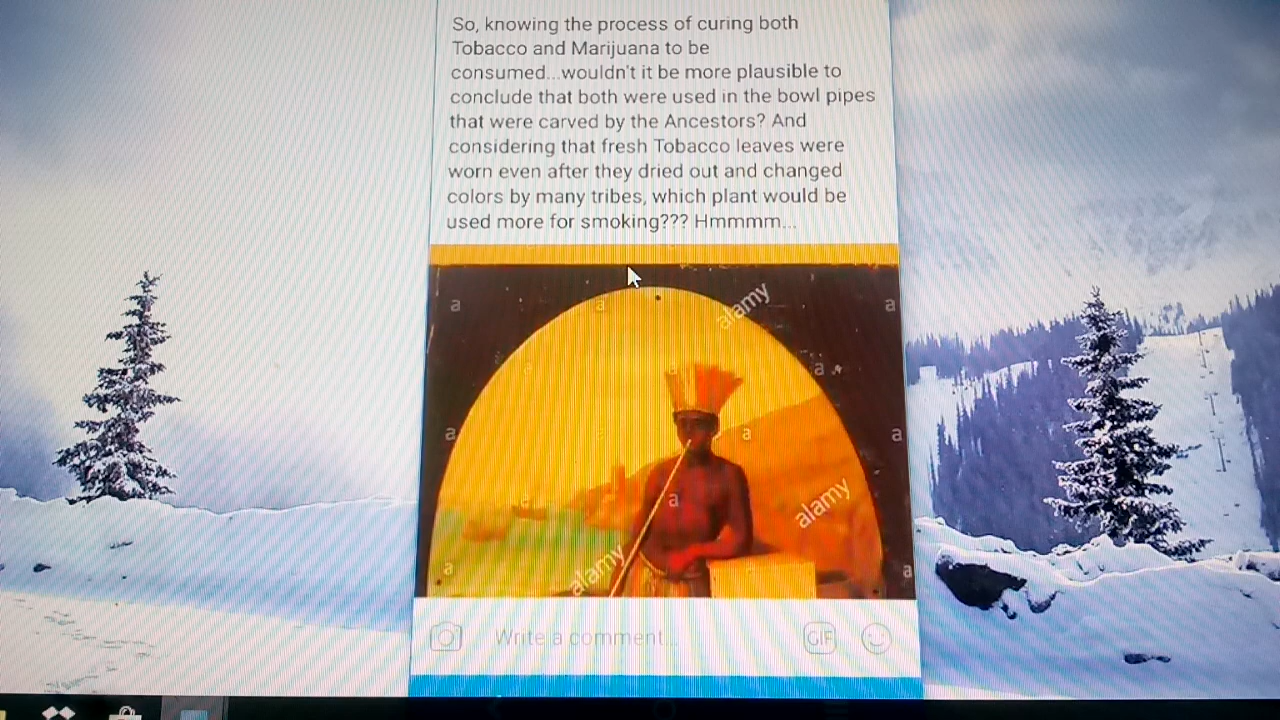 So, knowing the process of curing both
Tobacco and Marijuana to be
consumed...wouldn't it be more plausible to
conclude that both were used in the bowl pipes
that were carved by the Ancestors? And
considering that fresh Tobacco leaves were
worn even after they dried out and changed
colors by many tribes, which plant would be
used more for smoking??? Hmmmm...
a
a
alamy
a
a
a
a
a
a
a
alamy
alamy
a
a
Write a comment...
GIF